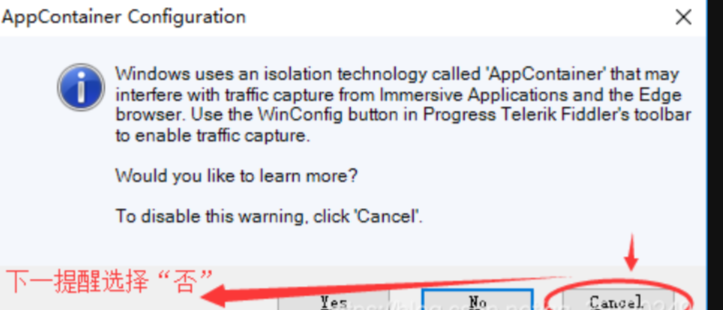 AppContainer Configuration
Windows uses an isolation technology called 'AppContainer' that may
interfere with traffic capture from Immersive Applications and the Edge
browser. Use the WinConfig button in Progress Telerik Fiddler's toolbar
to enable traffic capture.
Would you like to learn more?
To disable this warning, click 'Cancel'.
下一提醒选择“否”
Yes No Cancel